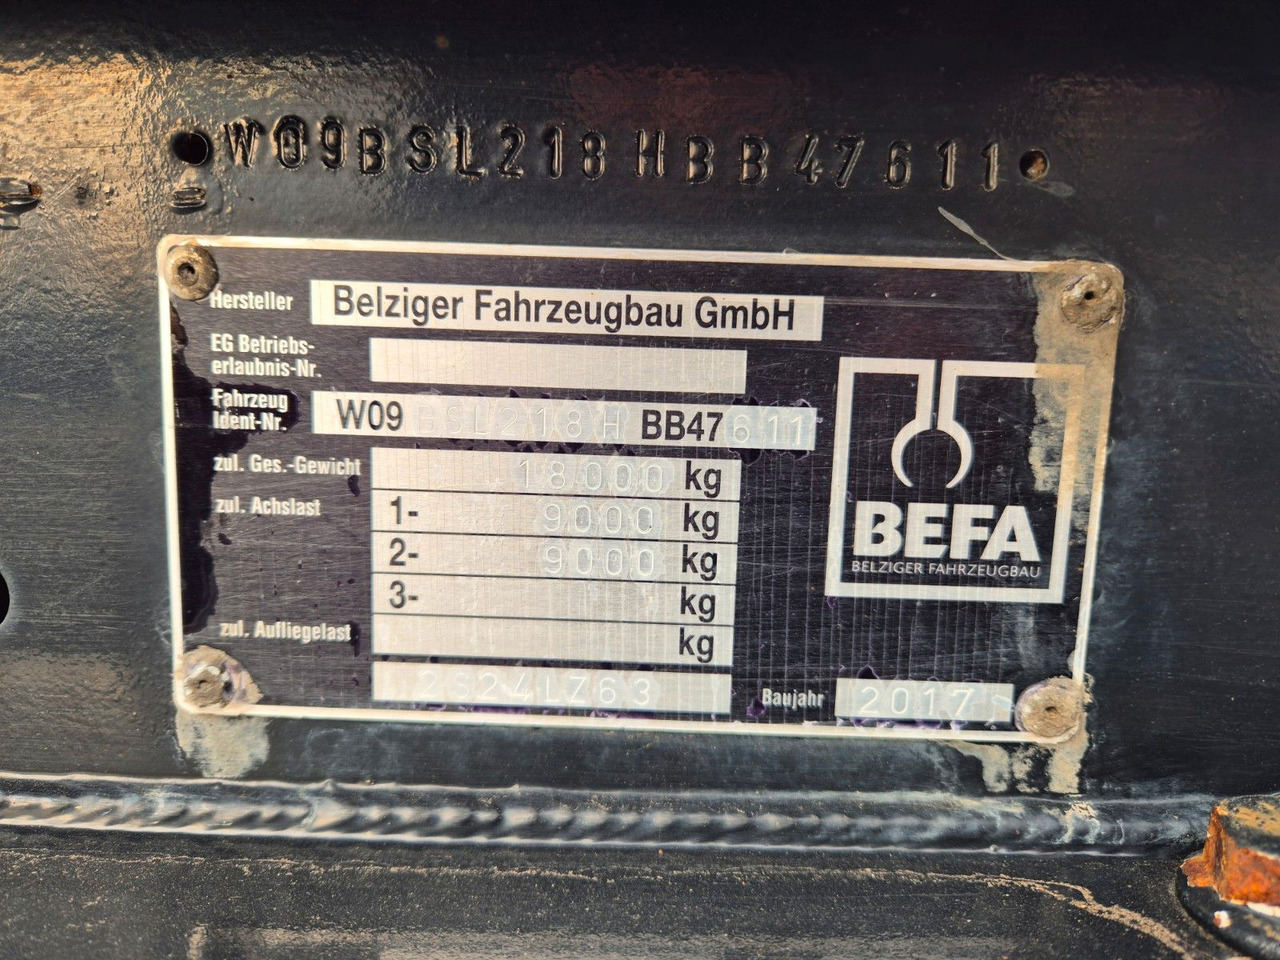 W09BSL218HBB47611
Hersteller Belziger Fahrzeugbau GmbH
EG Betriebs-
erlaubnis-Nr.
Fahrzeug
Ident-Nr. W09BSL218HBB47611
zul. Ges.-Gewicht 18000 kg
zul. Achslast 1- 9000 kg
2- 9000 kg
3- kg
zul. Aufliegelast kg
2S24LZ63 Baujahr 2017
BEFA
BELZIGER FAHRZEUGBAU